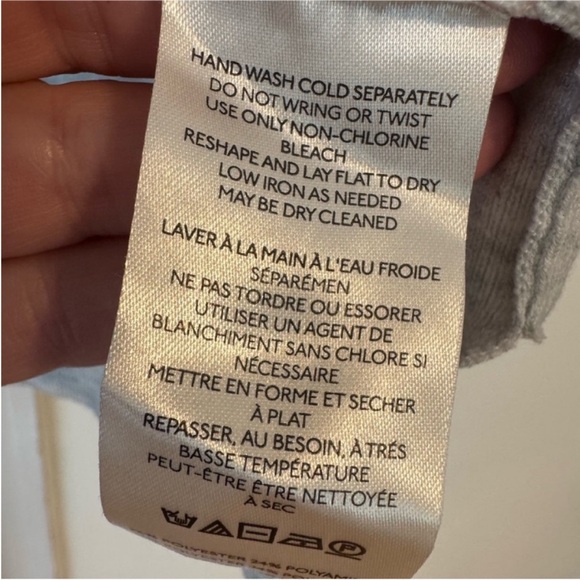 HAND WASH COLD SEPARATELY
DO NOT WRING OR TWIST
USE ONLY NON-CHLORINE
BLEACH
RESHAPE AND LAY FLAT TO DRY
LOW IRON AS NEEDED
MAY BE DRY CLEANED
LAVER À LA MAIN À L'EAU FROIDE
SÉPARÉMEN
NE PAS TORDRE OU ESSORER
UTILISER UN AGENT DE
BLANCHIMENT SANS CHLORE SI
NÉCESSAIRE
METTRE EN FORME ET SECHER
À PLAT
REPASSER, AU BESOIN, À TRÉS
BASSE TEMPÉRATURE
PEUT-ÊTRE ÊTRE NETTOYÉE
À SEC
P
POLYESTER 24%